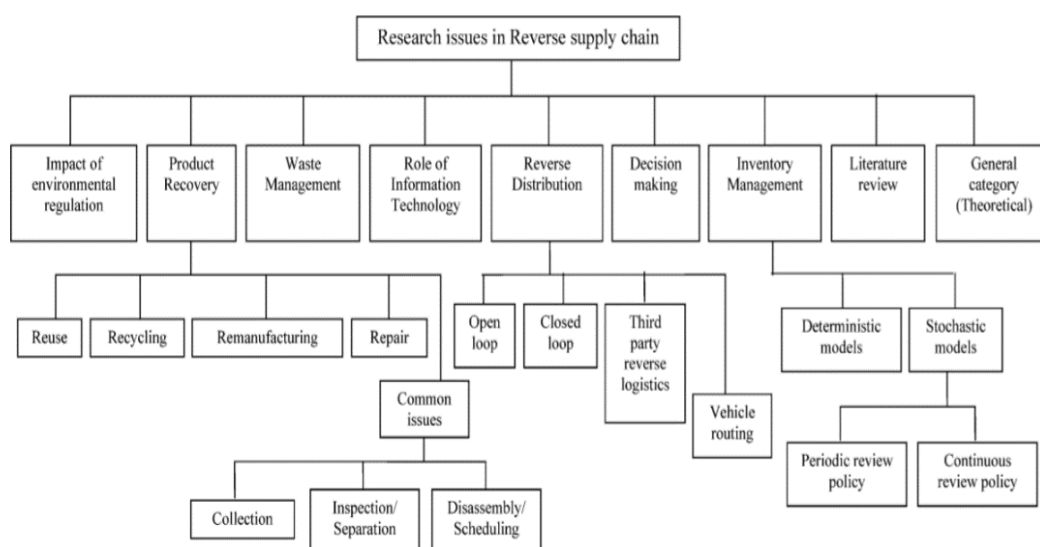 Research issues in Reverse supply chain
Impact of
environmental
regulation
Product
Recovery
Waste
Management
Role of
Information
Technology
Reverse
Distribution
Decision
making
Inventory
Management
Literature
review
General
category
(Theoretical)
Reuse
Recycling
Remanufacturing
Repair
Open
loop
Closed
loop
Third
party
reverse
logistics
Deterministic
models
Stochastic
models
Common
issues
Vehicle
routing
Periodic review
policy
Continuous
review policy
Collection
Inspection/
Separation
Disassembly/
Scheduling